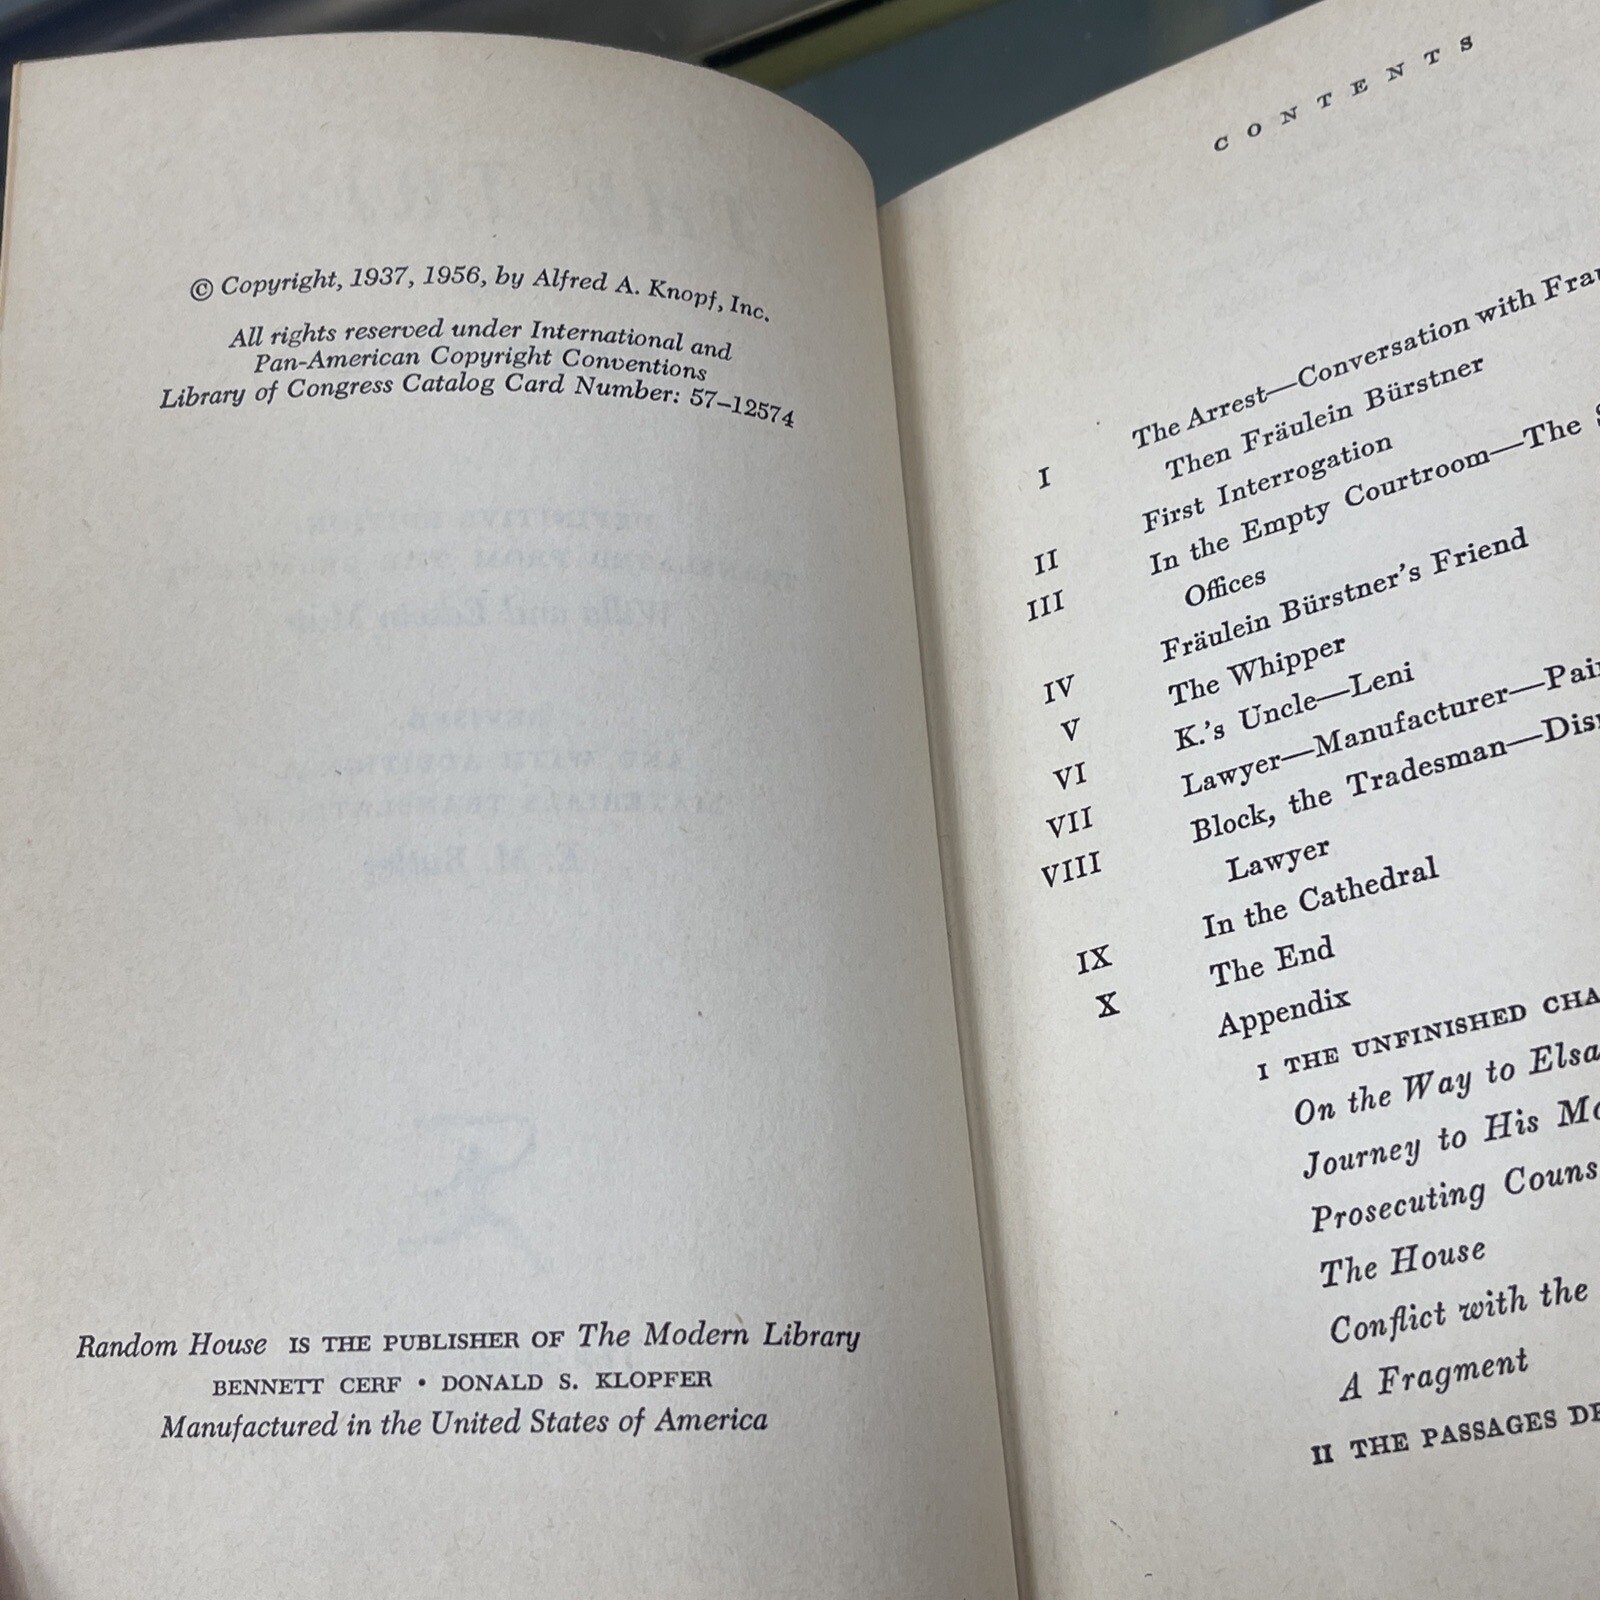 © Copyright, 1937, 1956, by Alfred A. Knopf, Inc.
All rights reserved under International and
Pan-American Copyright Conventions
Library of Congress Catalog Card Number: 57–12574
Random House IS THE PUBLISHER OF The Modern Library
BENNETT CERF • DONALD S. KLOPFER
Manufactured in the United States of America
CONTENTS
I The Arrest—Conversation with
Then Fräulein Bürstner
II First Interrogation
III In the Empty Courtroom—The
Offices
IV Fräulein Bürstner's Friend
V The Whipper
VI K.'s Uncle—Leni
VII Lawyer—Manufacturer—
VIII Block, the Tradesman—
Lawyer
IX In the Cathedral
X The End
Appendix
I THE UNFINISHED
On the Way to Elsa
Journey to His
Prosecuting
The House
Conflict with the
A Fragment
II THE PASSAGES